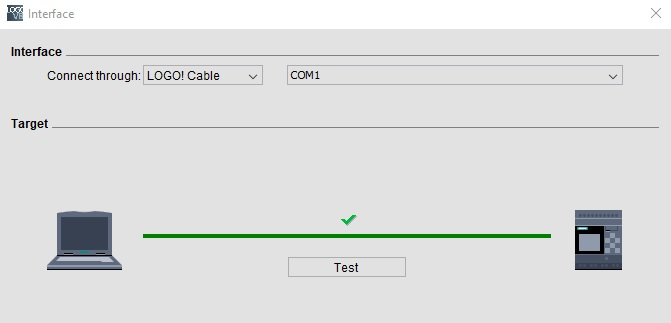 Interface
Interface
Connect through: LOGO! Cable COM1
Target
Test